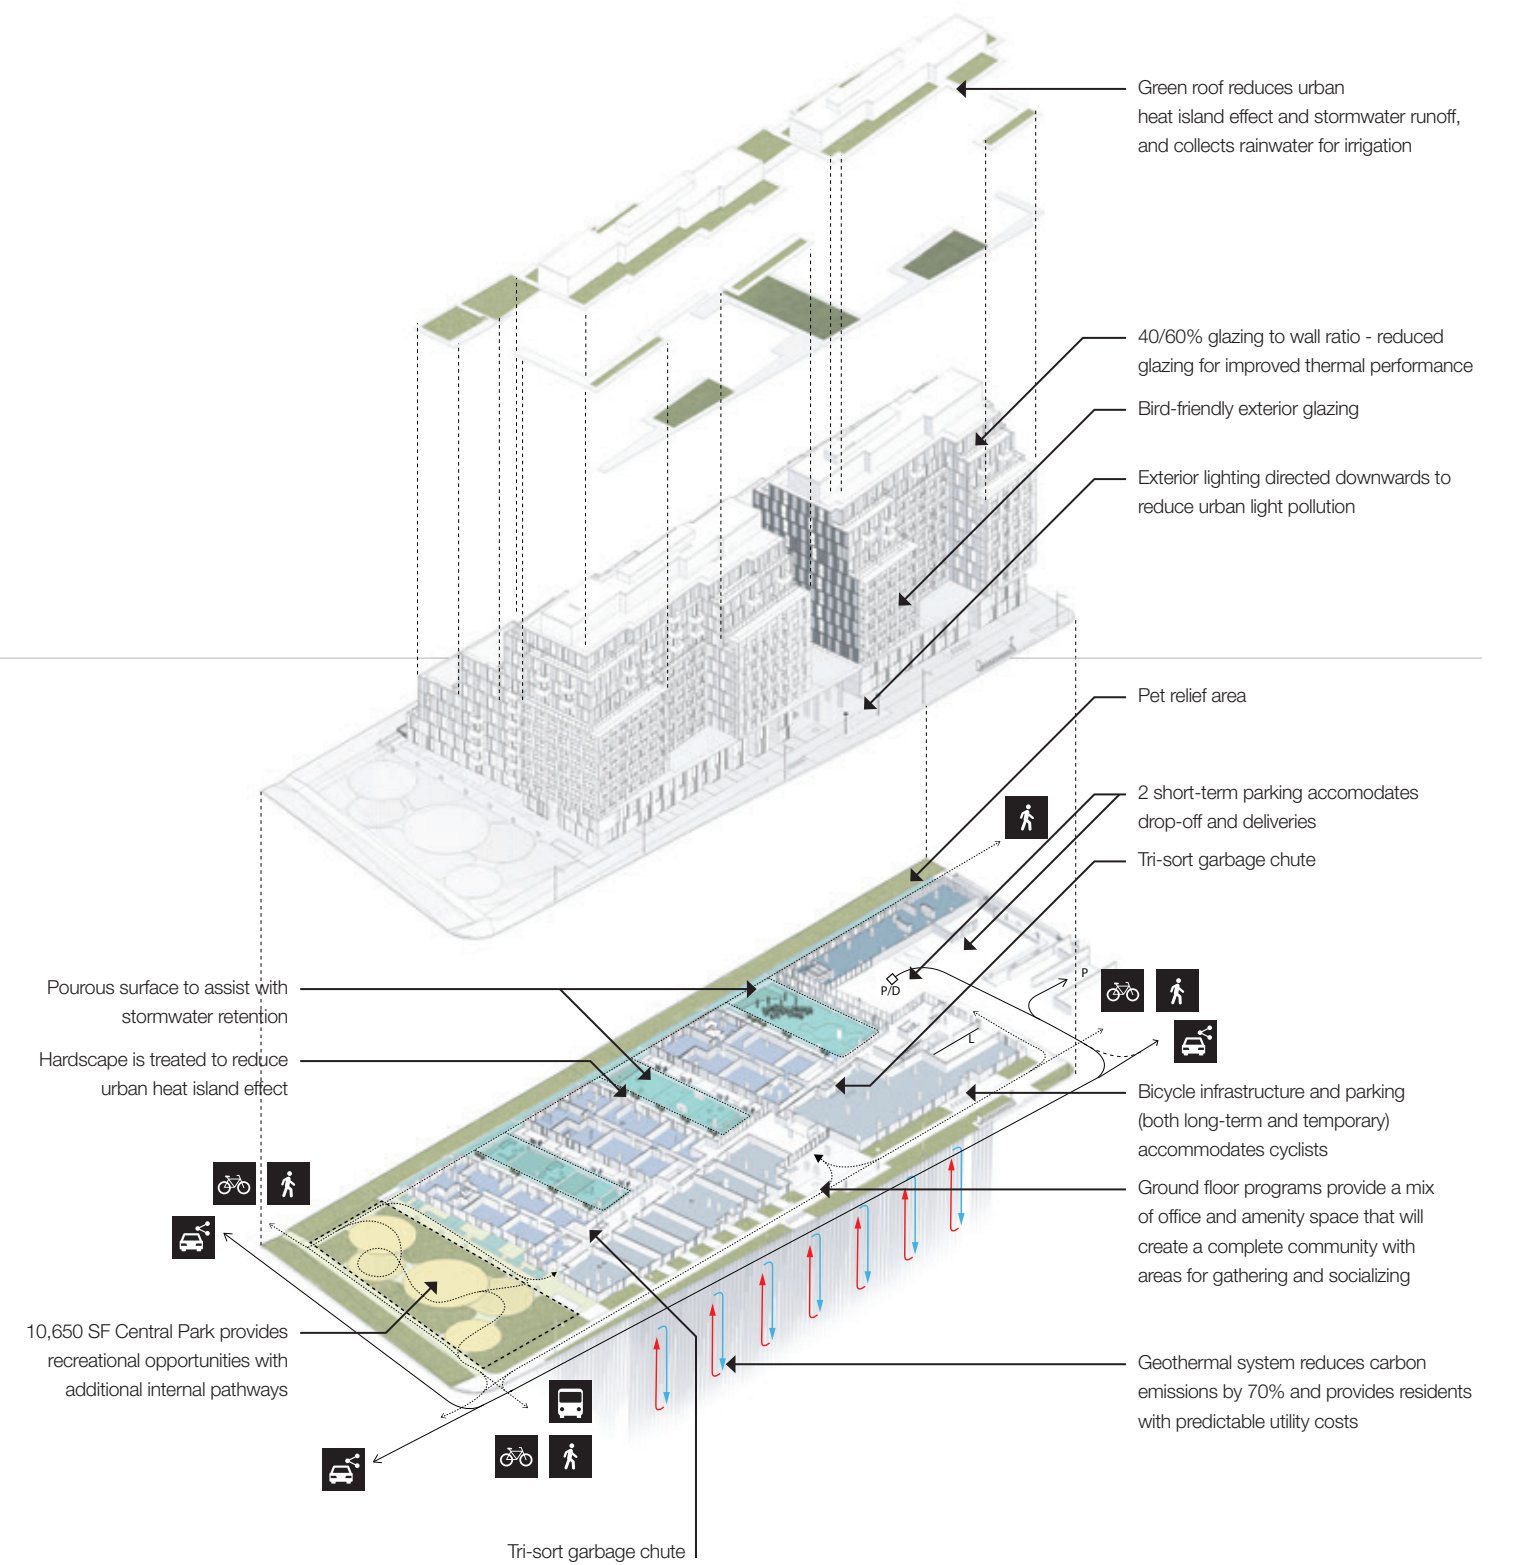 Green roof reduces urban
heat island effect and stormwater runoff,
and collects rainwater for irrigation
40/60% glazing to wall ratio - reduced
glazing for improved thermal performance
Bird-friendly exterior glazing
Exterior lighting directed downwards to
reduce urban light pollution
Pet relief area
2 short-term parking accomodates
drop-off and deliveries
Tri-sort garbage chute
P
P/D
L
Pourous surface to assist with
stormwater retention
Hardscape is treated to reduce
urban heat island effect
Bicycle infrastructure and parking
(both long-term and temporary)
accommodates cyclists
Ground floor programs provide a mix
of office and amenity space that will
create a complete community with
areas for gathering and socializing
10,650 SF Central Park provides
recreational opportunities with
additional internal pathways
Geothermal system reduces carbon
emissions by 70% and provides residents
with predictable utility costs
Tri-sort garbage chute